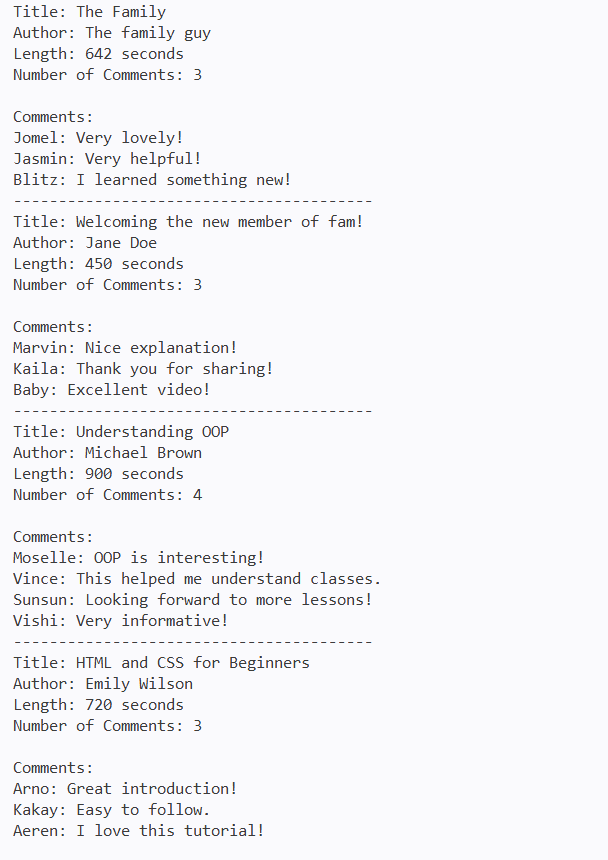 Title: The Family
Author: The family guy
Length: 642 seconds
Number of Comments: 3

Comments:
Jomel: Very lovely!
Jasmin: Very helpful!
Blitz: I learned something new!
----------------------------------------
Title: Welcoming the new member of fam!
Author: Jane Doe
Length: 450 seconds
Number of Comments: 3

Comments:
Marvin: Nice explanation!
Kaila: Thank you for sharing!
Baby: Excellent video!
----------------------------------------
Title: Understanding OOP
Author: Michael Brown
Length: 900 seconds
Number of Comments: 4

Comments:
Moselle: OOP is interesting!
Vince: This helped me understand classes.
Sunsun: Looking forward to more lessons!
Vishi: Very informative!
----------------------------------------
Title: HTML and CSS for Beginners
Author: Emily Wilson
Length: 720 seconds
Number of Comments: 3

Comments:
Arno: Great introduction!
Kakay: Easy to follow.
Aeren: I love this tutorial!